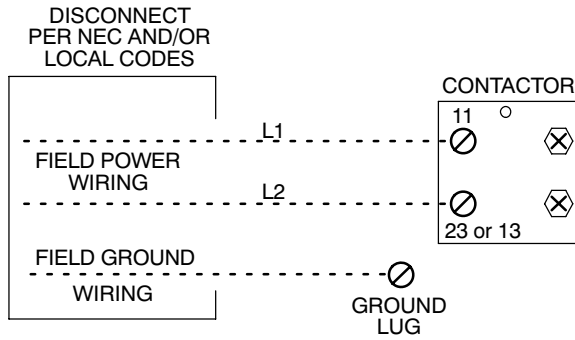 DISCONNECT
PER NEC AND/OR
LOCAL CODES
CONTACTOR
11
L1
FIELD POWER
WIRING
L2
23 or 13
FIELD GROUND
WIRING
GROUND
LUG